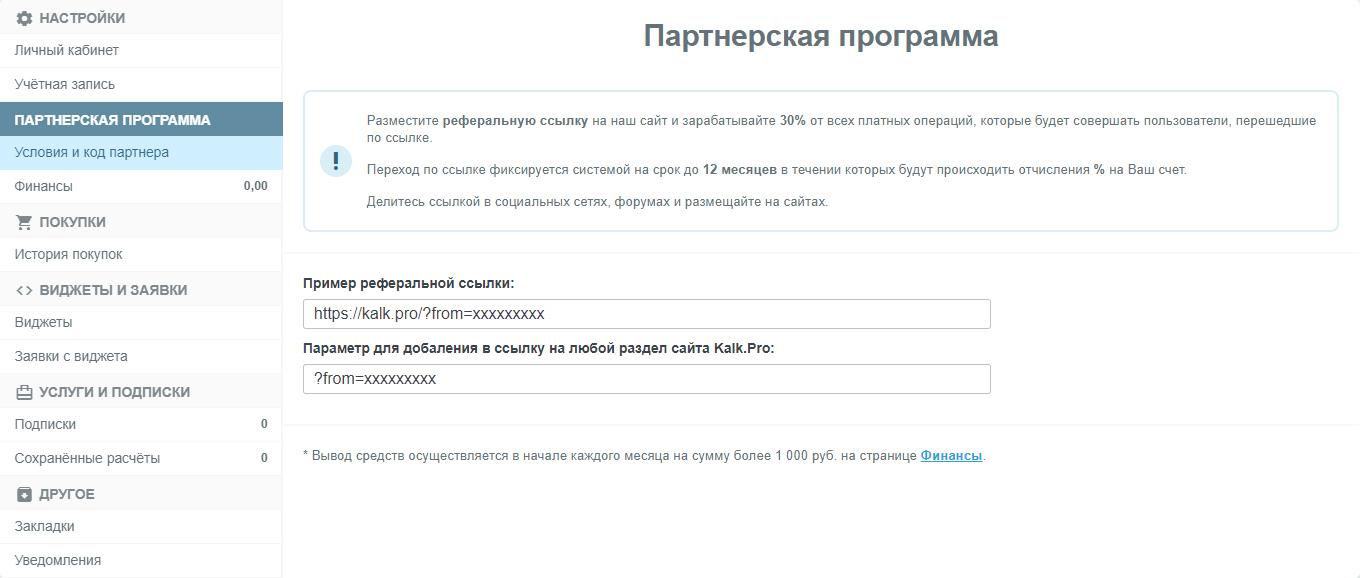 НАСТРОЙКИ
Личный кабинет
Учётная запись
ПАРТНЕРСКАЯ ПРОГРАММА
Условия и код партнера
Финансы 0,00
ПОКУПКИ
История покупок
ВИДЖЕТЫ И ЗАЯВКИ
Виджеты
Заявки с виджета
УСЛУГИ И ПОДПИСКИ
Подписки 0
Сохранённые расчёты 0
ДРУГОЕ
Закладки
Уведомления
Партнерская программа
Разместите реферальную ссылку на наш сайт и зарабатывайте 30% от всех платных операций, которые будет совершать пользователи, перешедшие
по ссылке.
Переход по ссылке фиксируется системой на срок до 12 месяцев в течении которых будут происходить отчисления % на Ваш счет.
Делитесь ссылкой в социальных сетях, форумах и размещайте на сайтах.
Пример реферальной ссылки:
https://kalk.pro/?from=xxxxxxxxx
Параметр для добаления в ссылку на любой раздел сайта Kalk.Pro:
?from=xxxxxxxxx
* Вывод средств осуществляется в начале каждого месяца на сумму более 1 000 руб. на странице Финансы.